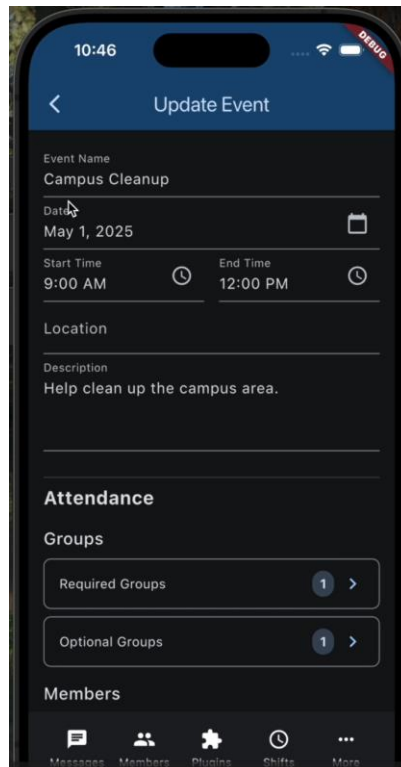 10:46
DEBUG
Update Event
Event Name
Campus Cleanup
Date
May 1, 2025
Start Time
End Time
9:00 AM
12:00 PM
Location
Description
Help clean up the campus area.
Attendance
Groups
Required Groups 1
Optional Groups 1
Members
Messages Members Plugins Shifts More